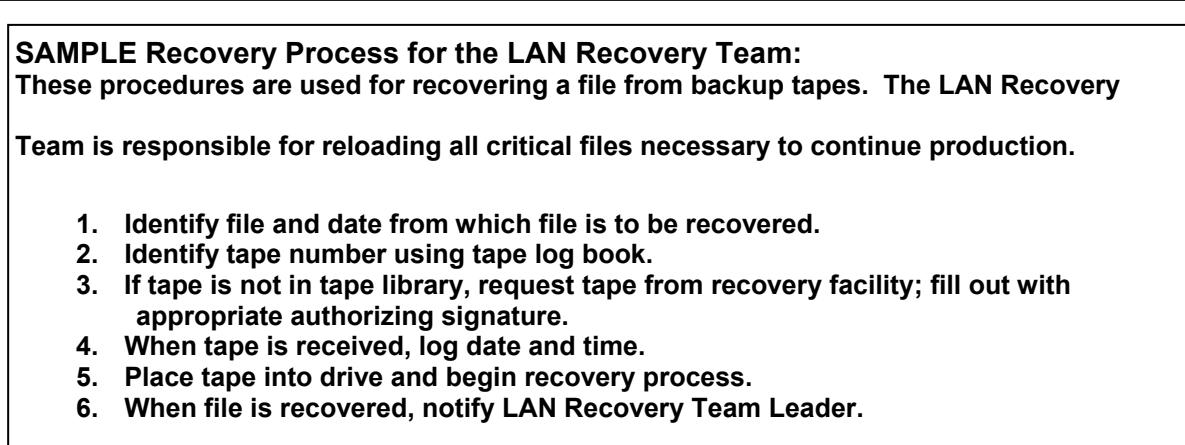 SAMPLE Recovery Process for the LAN Recovery Team:
These procedures are used for recovering a file from backup tapes.  The LAN Recovery
Team is responsible for reloading all critical files necessary to continue production.
1. Identify file and date from which file is to be recovered.
2. Identify tape number using tape log book.
3. If tape is not in tape library, request tape from recovery facility; fill out with
appropriate authorizing signature.
4. When tape is received, log date and time.
5. Place tape into drive and begin recovery process.
6. When file is recovered, notify LAN Recovery Team Leader.